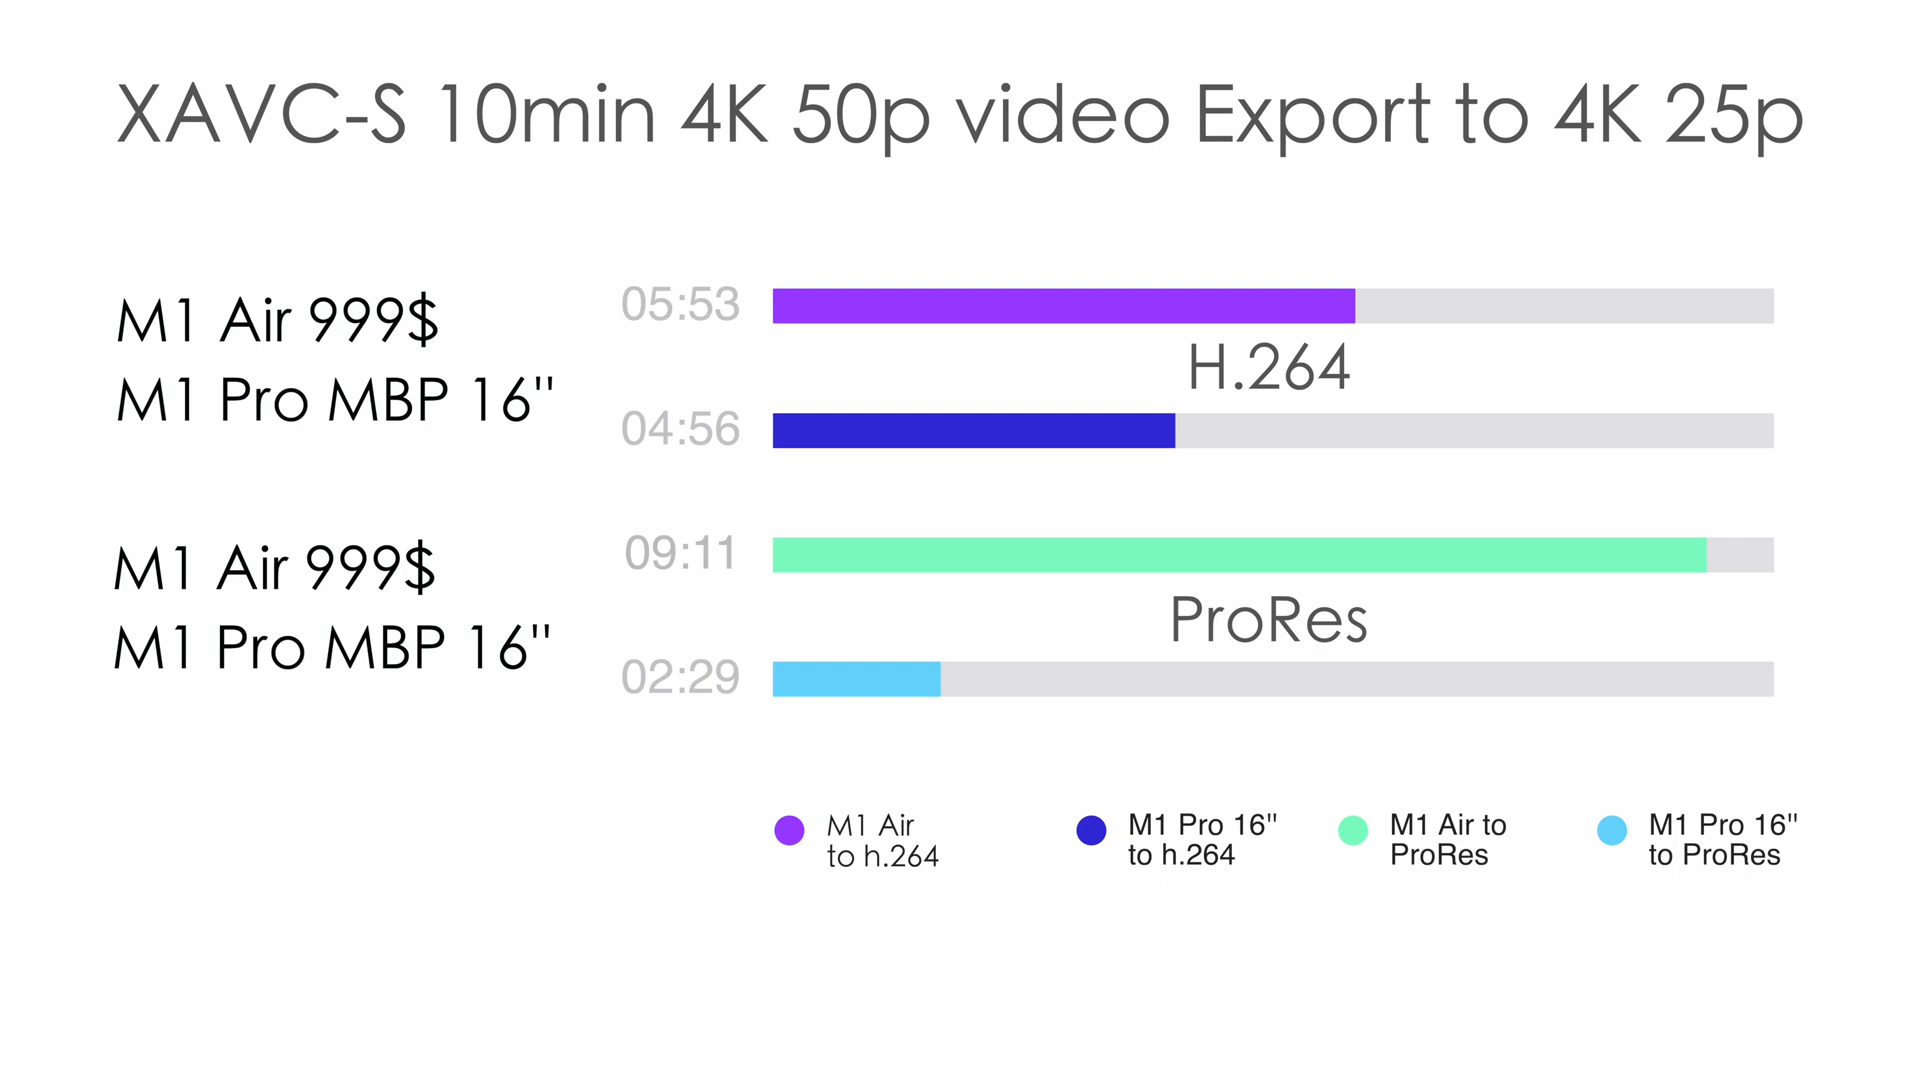 XAVC-S 10min 4K 50p video Export to 4K 25p
M1 Air 999$
M1 Pro MBP 16"
05:53
H.264
04:56
M1 Air 999$
M1 Pro MBP 16"
09:11
ProRes
02:29
M1 Air
to h.264
M1 Pro 16"
to h.264
M1 Air to
ProRes
M1 Pro 16"
to ProRes